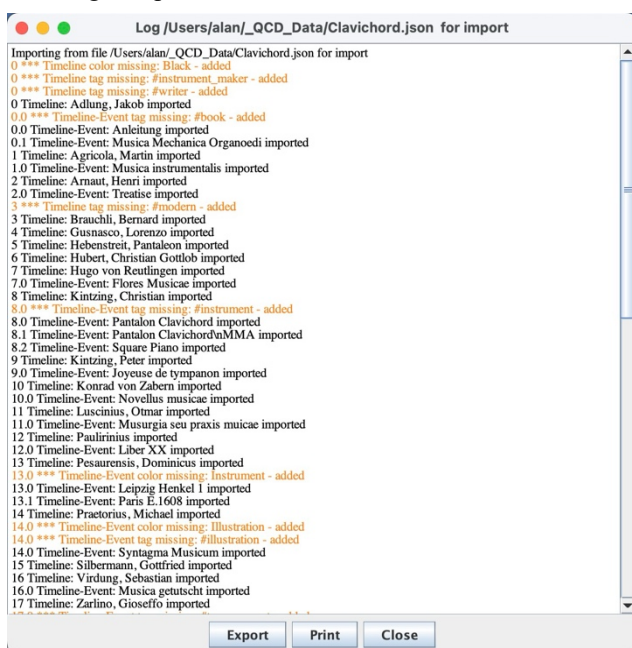 Log /Users/alan/_QCD_Data/Clavichord.json for import
Importing from file /Users/alan/_QCD_Data/Clavichord.json for import
0 *** Timeline color missing: Black - added
0 *** Timeline tag missing: #instrument_maker - added
0 *** Timeline tag missing: #writer - added
0 Timeline: Adlung, Jakob imported
0.0 *** Timeline-Event tag missing: #book - added
0.0 Timeline-Event: Anleitung imported
0.1 Timeline-Event: Musica Mechanica Organoedi imported
1 Timeline: Agricola, Martin imported
1.0 Timeline-Event: Musica instrumentalis imported
2 Timeline: Arnaut, Henri imported
2.0 Timeline-Event: Treatise imported
3 *** Timeline tag missing: #modern - added
3 Timeline: Brauchli, Bernard imported
4 Timeline: Gusnasco, Lorenzo imported
5 Timeline: Hebenstreit, Pantaleon imported
6 Timeline: Hubert, Christian Gottlob imported
7 Timeline: Hugo von Reutlingen imported
7.0 Timeline-Event: Flores Musicae imported
8 Timeline: Kintzing, Christian imported
8.0 *** Timeline-Event tag missing: #instrument - added
8.0 Timeline-Event: Pantalon Clavichord imported
8.1 Timeline-Event: Pantalon Clavichord\nMMA imported
8.2 Timeline-Event: Square Piano imported
9 Timeline: Kintzing, Peter imported
9.0 Timeline-Event: Joyeuse de tympanon imported
10 Timeline: Konrad von Zabern imported
10.0 Timeline-Event: Novellus musicae imported
11 Timeline: Luscinius, Otmar imported
11.0 Timeline-Event: Musurgia seu praxis muicae imported
12 Timeline: Paulirinius imported
12.0 Timeline-Event: Liber XX imported
13 Timeline: Pesaurensis, Dominicus imported
13.0 *** Timeline-Event color missing: Instrument - added
13.0 Timeline-Event: Leipzig Henkel 1 imported
13.1 Timeline-Event: Paris E.1608 imported
14 Timeline: Praetorius, Michael imported
14.0 *** Timeline-Event color missing: Illustration - added
14.0 *** Timeline-Event tag missing: #illustration - added
14.0 Timeline-Event: Syntagma Musicum imported
15 Timeline: Silbermann, Gottfried imported
16 Timeline: Virdung, Sebastian imported
16.0 Timeline-Event: Musica getutscht imported
17 Timeline: Zarlino, Gioseffo imported
Export Print Close